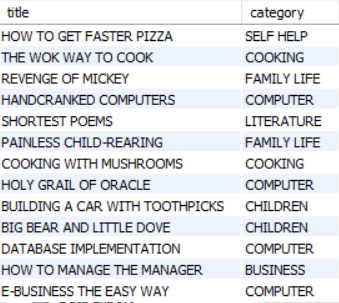 title category
HOW TO GET FASTER PIZZA SELF HELP
THE WOK WAY TO COOK COOKING
REVENGE OF MICKEY FAMILY LIFE
HANDCRANKED COMPUTERS COMPUTER
SHORTEST POEMS LITERATURE
PAINLESS CHILD-REARING FAMILY LIFE
COOKING WITH MUSHROOMS COOKING
HOLY GRAIL OF ORACLE COMPUTER
BUILDING A CAR WITH TOOTHPICKS CHILDREN
BIG BEAR AND LITTLE DOVE CHILDREN
DATABASE IMPLEMENTATION COMPUTER
HOW TO MANAGE THE MANAGER BUSINESS
E-BUSINESS THE EASY WAY COMPUTER